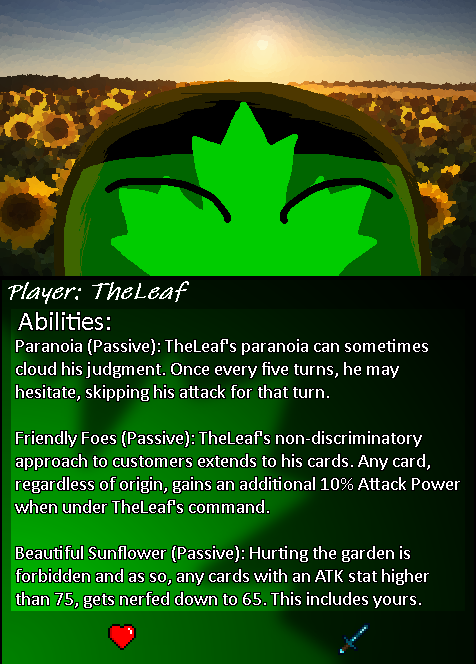 Player: TheLeaf
Abilities:
Paranoia (Passive): TheLeaf's paranoia can sometimes
cloud his judgment. Once every five turns, he may
hesitate, skipping his attack for that turn.
Friendly Foes (Passive): TheLeaf's non-discriminatory
approach to customers extends to his cards. Any card,
regardless of origin, gains an additional 10% Attack Power
when under TheLeaf's command.
Beautiful Sunflower (Passive): Hurting the garden is
forbidden and as so, any cards with an ATK stat higher
than 75, gets nerfed down to 65. This includes yours.